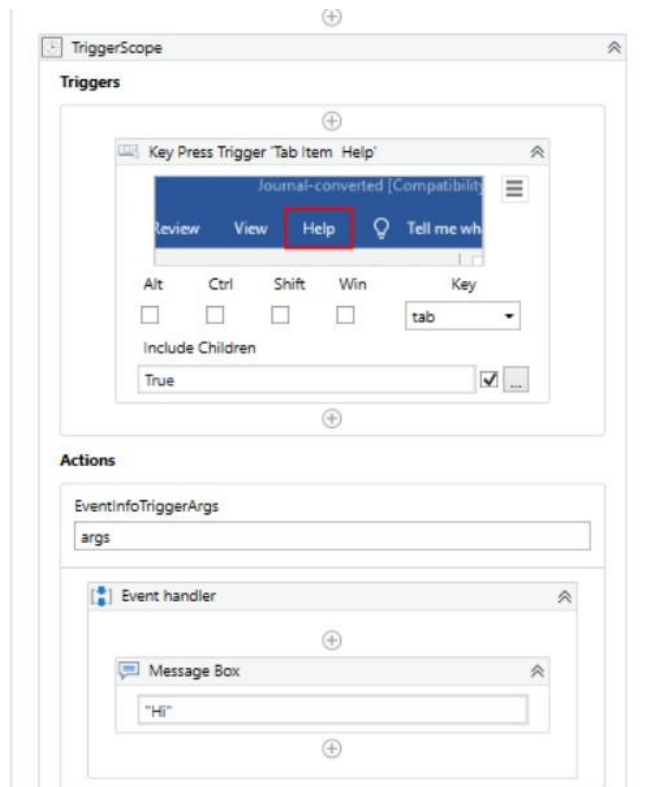 TriggerScope
Triggers
Key Press Trigger 'Tab Item Help'
Journal-converted [Compatibility
Review View Help Tell me wh
Alt Ctrl Shift Win Key
tab
Include Children
True
...
Actions
EventInfoTriggerArgs
args
Event handler
Message Box
"Hi"